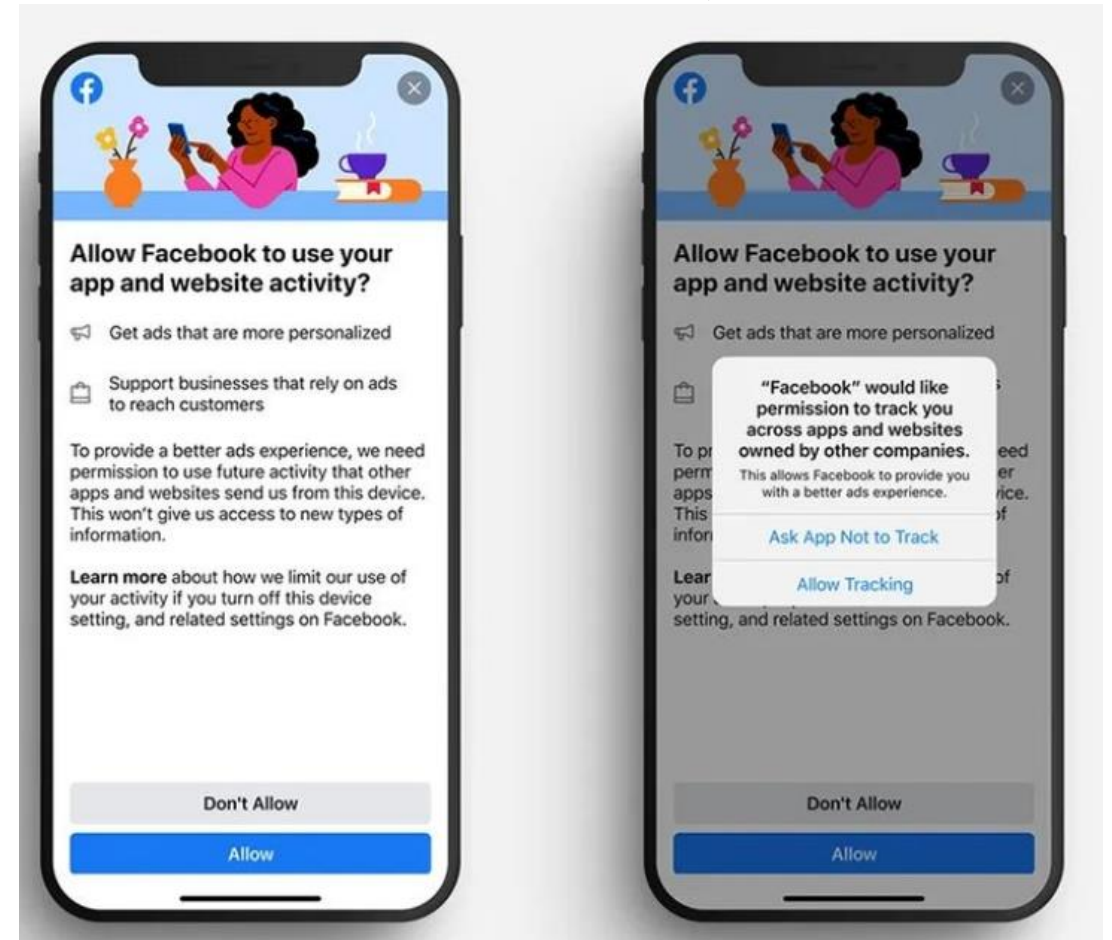 Allow Facebook to use your
app and website activity?
Get ads that are more personalized
Support businesses that rely on ads
to reach customers
To provide a better ads experience, we need
permission to use future activity that other
apps and websites send us from this device.
This won't give us access to new types of
information.
Learn more about how we limit our use of
your activity if you turn off this device
setting, and related settings on Facebook.
Don't Allow
Allow
Allow Facebook to use your
app and website activity?
Get ads that are more personalized
"Facebook" would like
permission to track you
across apps and websites
owned by other companies.
This allows Facebook to provide you
with a better ads experience.
Ask App Not to Track
Allow Tracking
To
This
of
your
setting, and related settings on Facebook.
Don't Allow
Allow